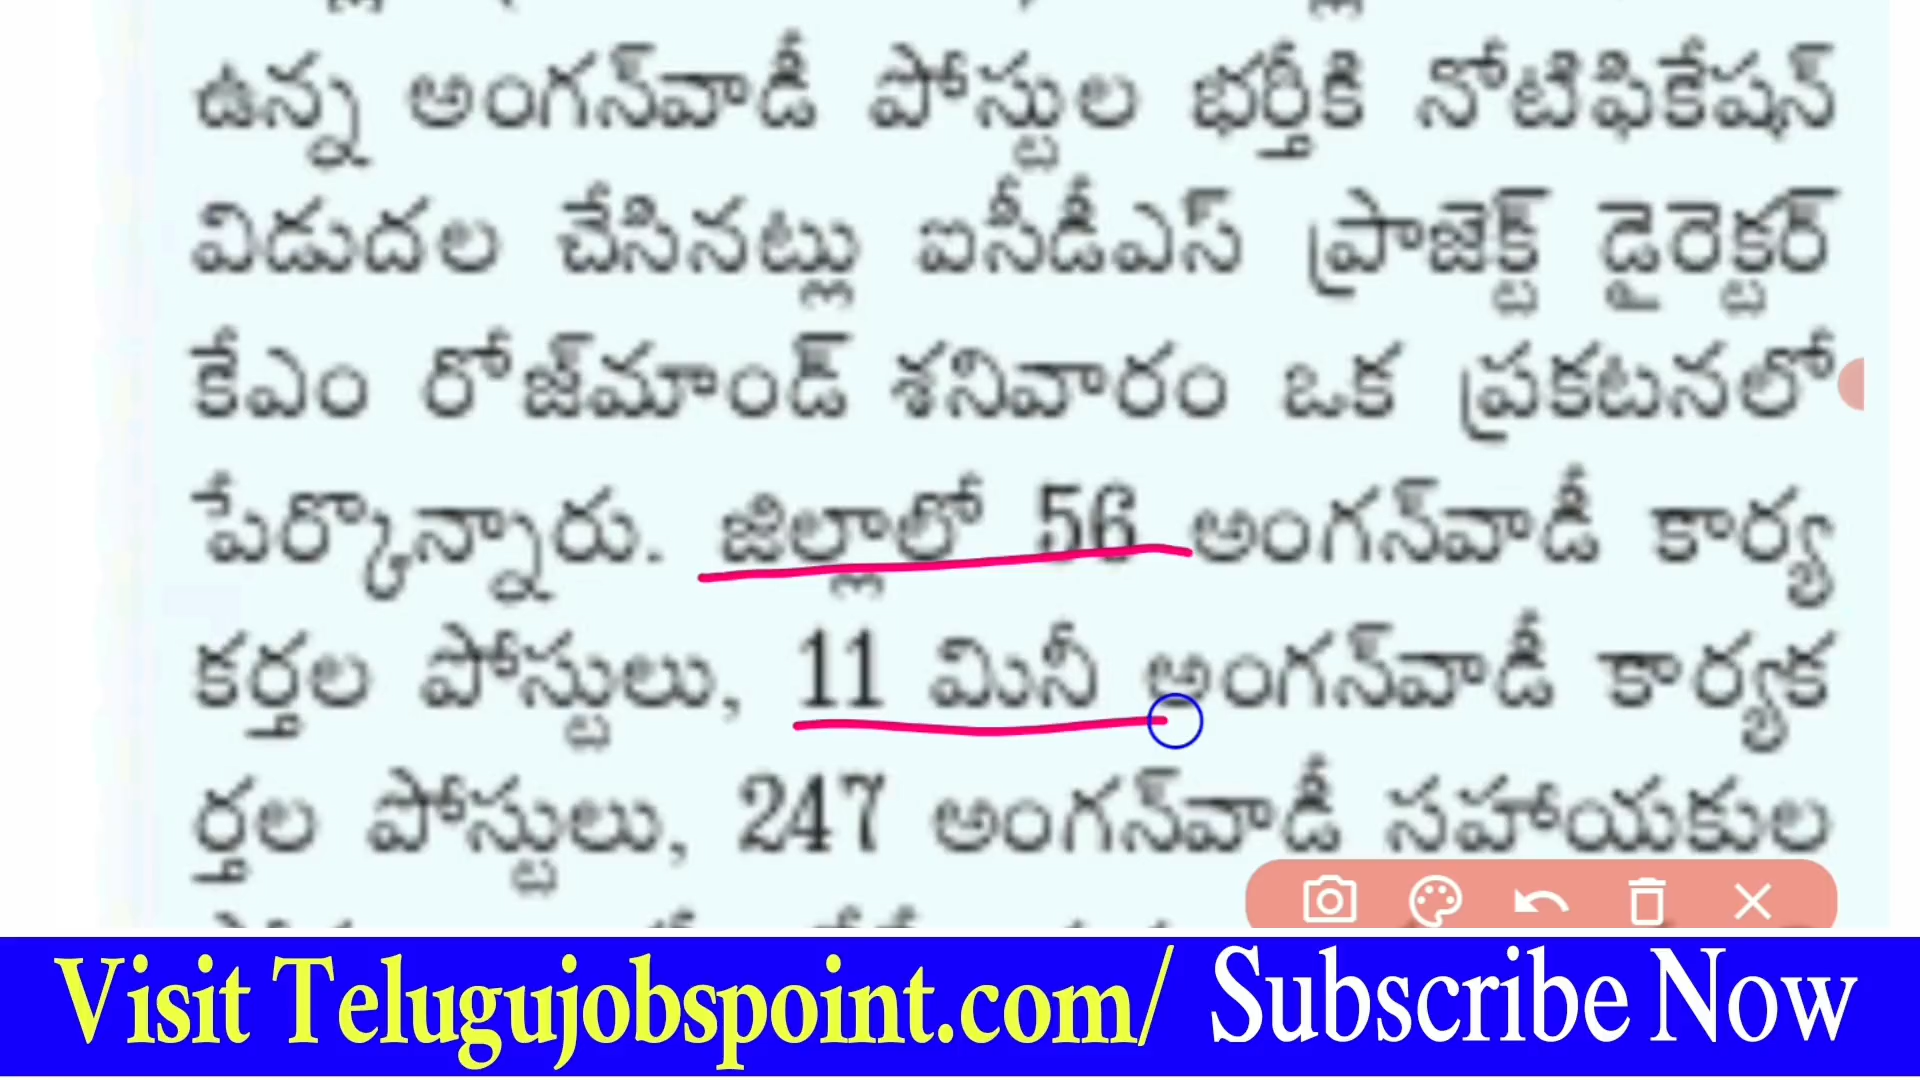 ఉన్న అంగన్‌వాడీ పోస్టుల భర్తీకి నోటిఫికేషన్
విడుదల చేసినట్లు ఐసీడీఎస్ ప్రాజెక్ట్ డైరెక్టర్
కేఎం రోజ్‌మాండ్ శనివారం ఒక ప్రకటనలో
పేర్కొన్నారు. జిల్లాలో 56 అంగన్‌వాడీ కార్య
కర్తల పోస్టులు, 11 మినీ అంగన్‌వాడీ కార్యక
ర్తల పోస్టులు, 247 అంగన్‌వాడీ సహాయకుల
Visit Telugujobspoint.com/ Subscribe Now